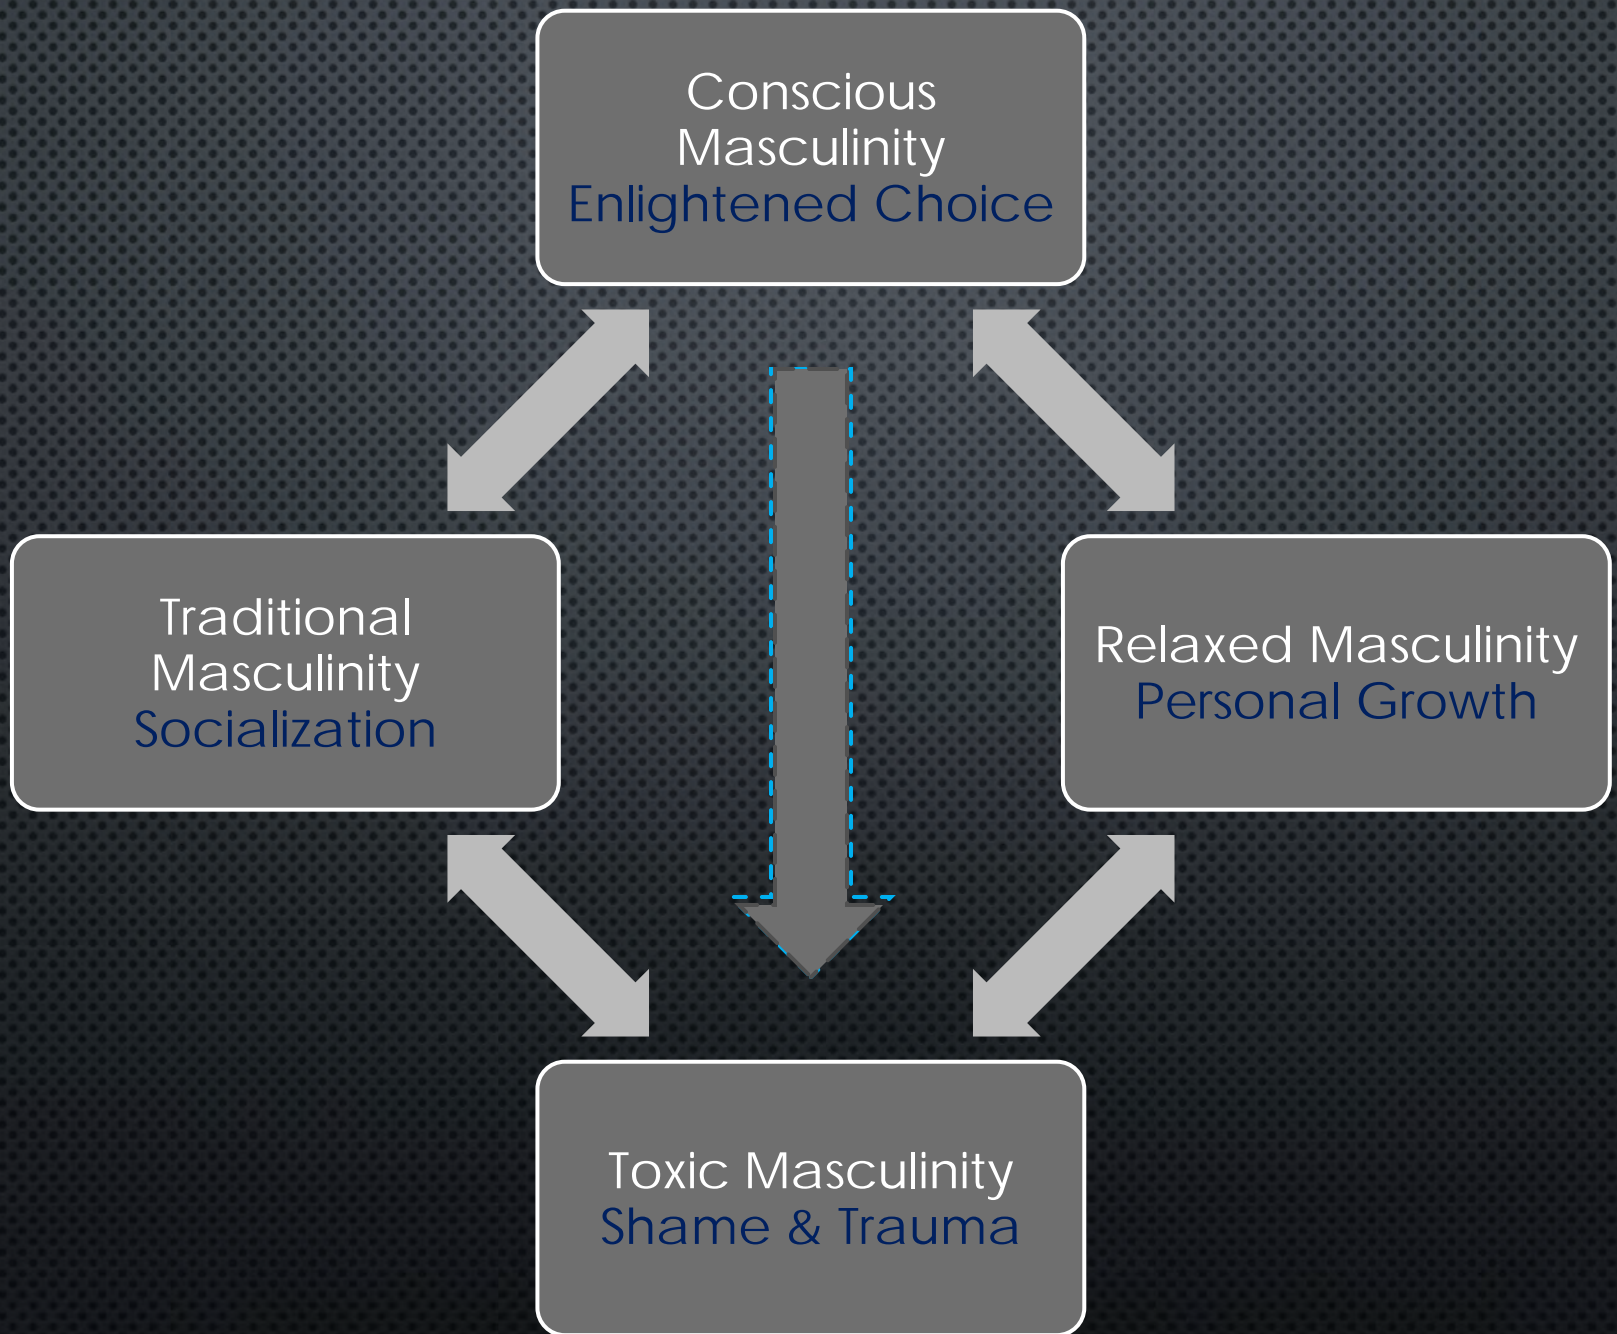 Conscious
Masculinity
Enlightened Choice
Traditional
Masculinity
Socialization
Relaxed Masculinity
Personal Growth
Toxic Masculinity
Shame & Trauma